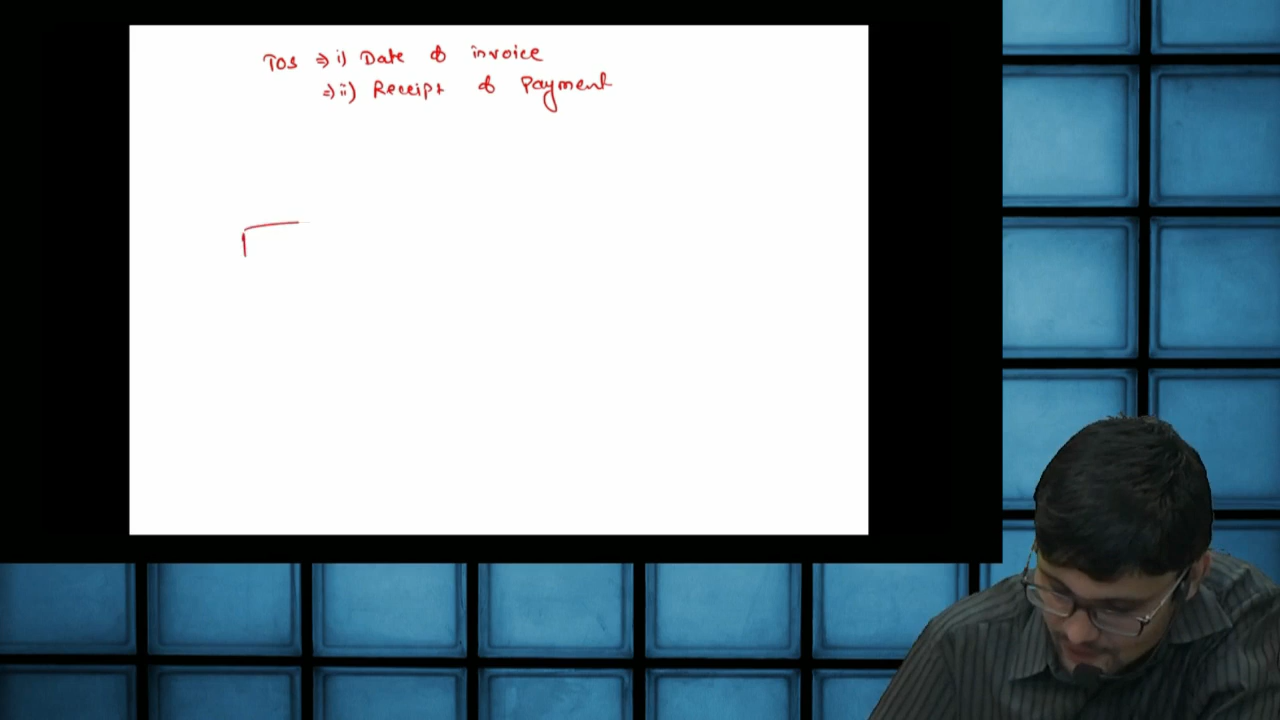 TOS ⇒ i) Date of invoice
⇒ ii) Receipt of Payment